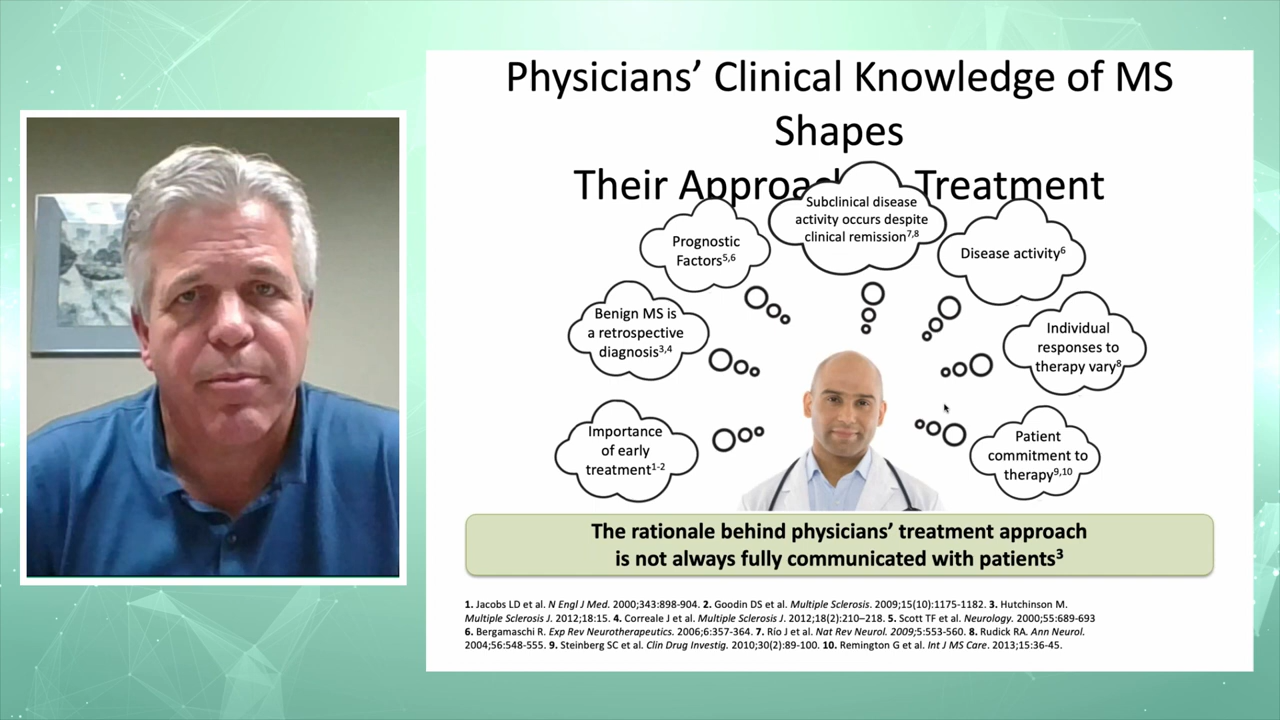 Physicians’ Clinical Knowledge of MS
Shapes
Their Approac Treatment
Subclinical disease
activity occurs despite
clinical remission7,8
Prognostic
Factors5,6
Disease activity6
Benign MS is
a retrospective
diagnosis3,4
Individual
responses to
therapy vary8
Importance
of early
treatment1-2
Patient
commitment to
therapy9,10
The rationale behind physicians’ treatment approach
is not always fully communicated with patients3
1. Jacobs LD et al. N Engl J Med. 2000;343:898-904. 2. Goodin DS et al. Multiple Sclerosis. 2009;15(10):1175-1182. 3. Hutchinson M.
Multiple Sclerosis J. 2012;18:15. 4. Correale J et al. Multiple Sclerosis J. 2012;18(2):210–218. 5. Scott TF et al. Neurology. 2000;55:689-693
6. Bergamaschi R. Exp Rev Neurotherapeutics. 2006;6:357-364. 7. Río J et al. Nat Rev Neurol. 2009;5:553-560. 8. Rudick RA. Ann Neurol.
2004;56:548-555. 9. Steinberg SC et al. Clin Drug Investig. 2010;30(2):89-100. 10. Remington G et al. Int J MS Care. 2013;15:36-45.